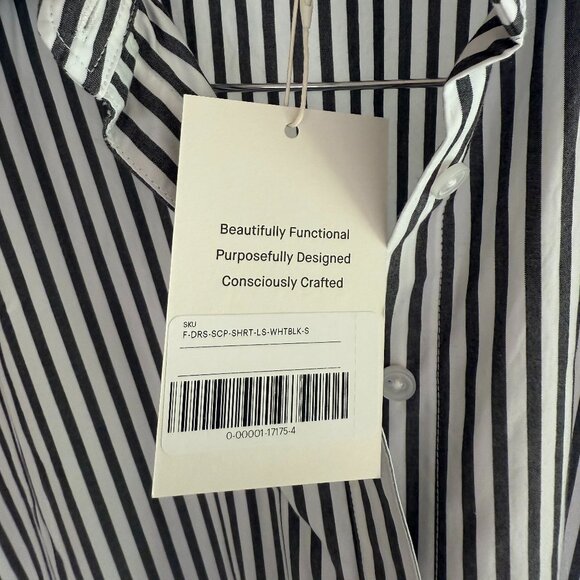 Beautifully Functional
Purposefully Designed
Consciously Crafted
SKU
F-DRS-SCP-SHRT-LS-WHTBLK-S
0-00001-17175-4